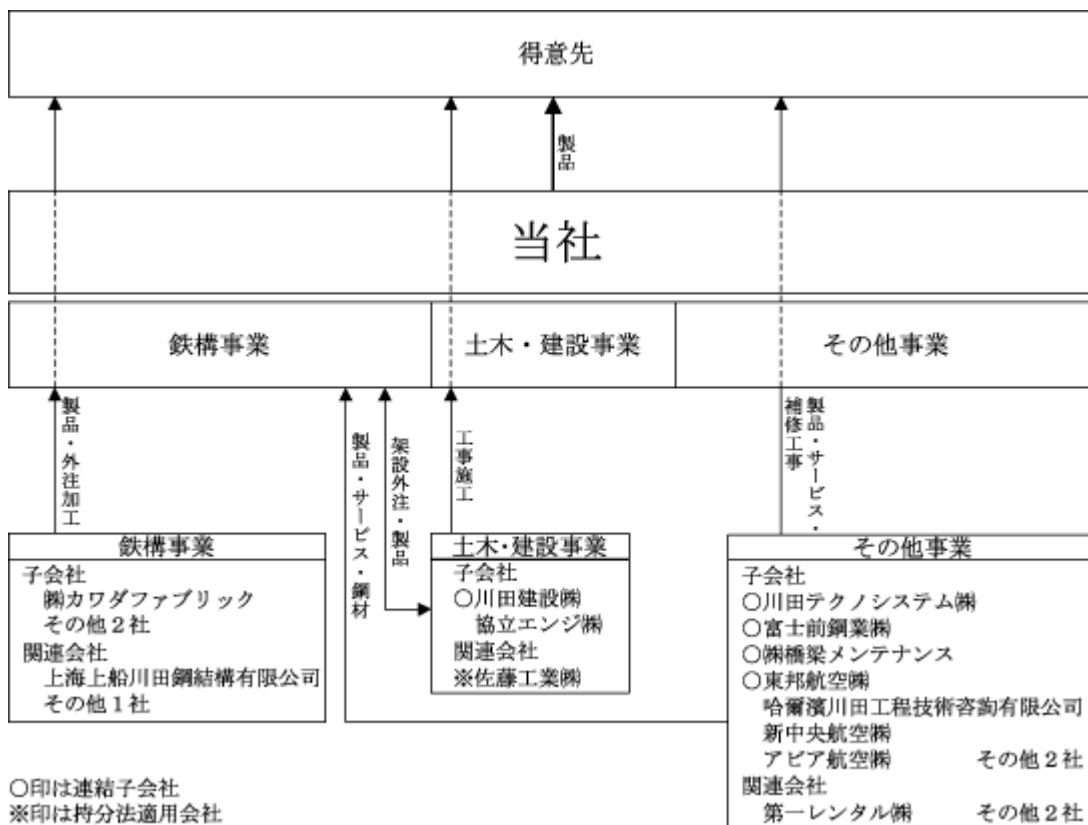 得意先
製品
当社
鉄構事業
土木・建設事業
その他事業
製品・外注加工
製品・サービス・鋼材
架設外注・製品
工事施工
製品・サービス・
補修工事
鉄構事業
子会社
㈱カワダファブリック
その他2社
関連会社
上海上船川田鋼結構有限公司
その他1社
土木・建設事業
子会社
○川田建設㈱
協立エンジ㈱
関連会社
※佐藤工業㈱
その他事業
子会社
○川田テクノシステム㈱
○富士前鋼業㈱
○㈱橋梁メンテナンス
○東邦航空㈱
哈爾濱川田工程技術咨詢有限公司
新中央航空㈱
アビア航空㈱ その他2社
関連会社
第一レンタル㈱ その他2社
○印は連結子会社
※印は持分法適用会社